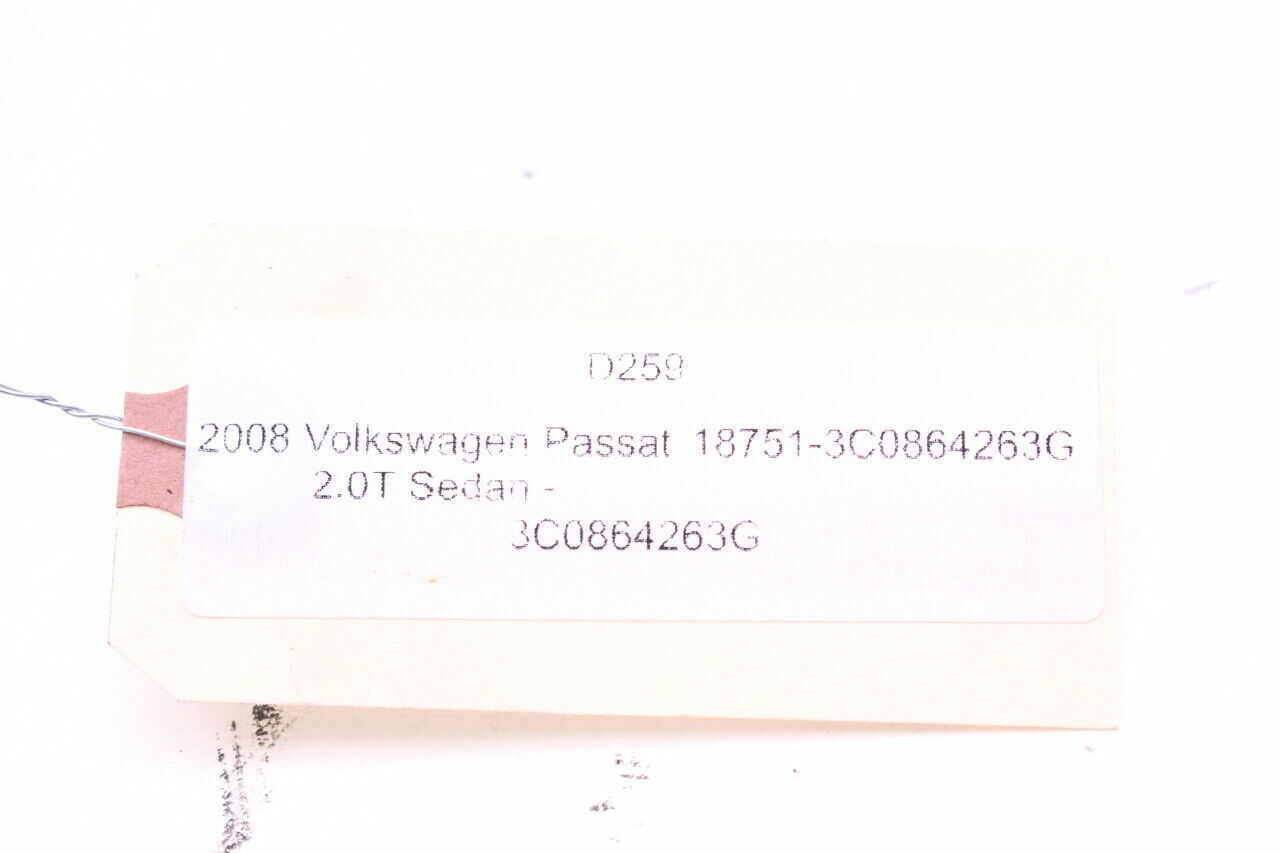 D259
2008 Volkswagen Passat 18751-3C0864263G
2.0T Sedan -
3C0864263G